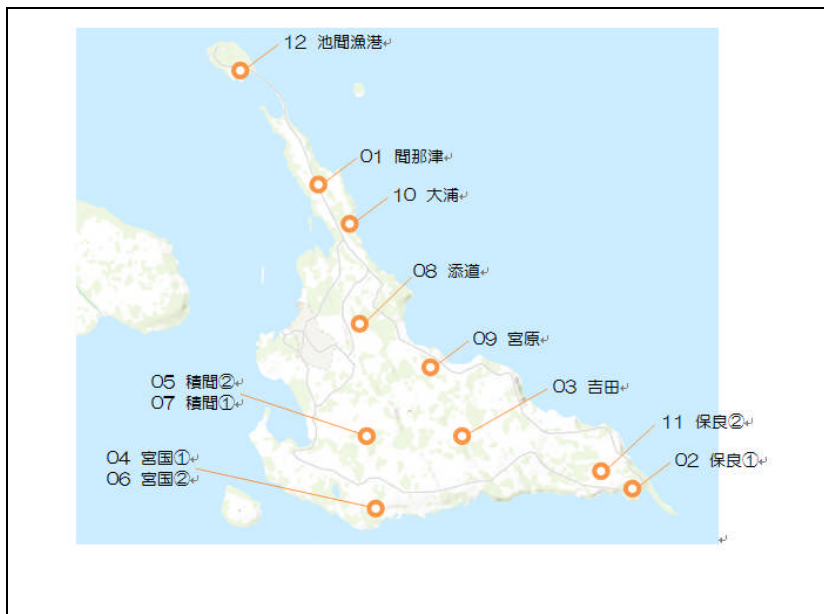 12 池間漁港↵
01 間那津↵
10 大浦↵
08 添道↵
09 宮原↵
05 積間②↵
07 積間①↵
03 吉田↵
11 保良②↵
04 宮国①↵
06 宮国②↵
02 保良①↵
↵